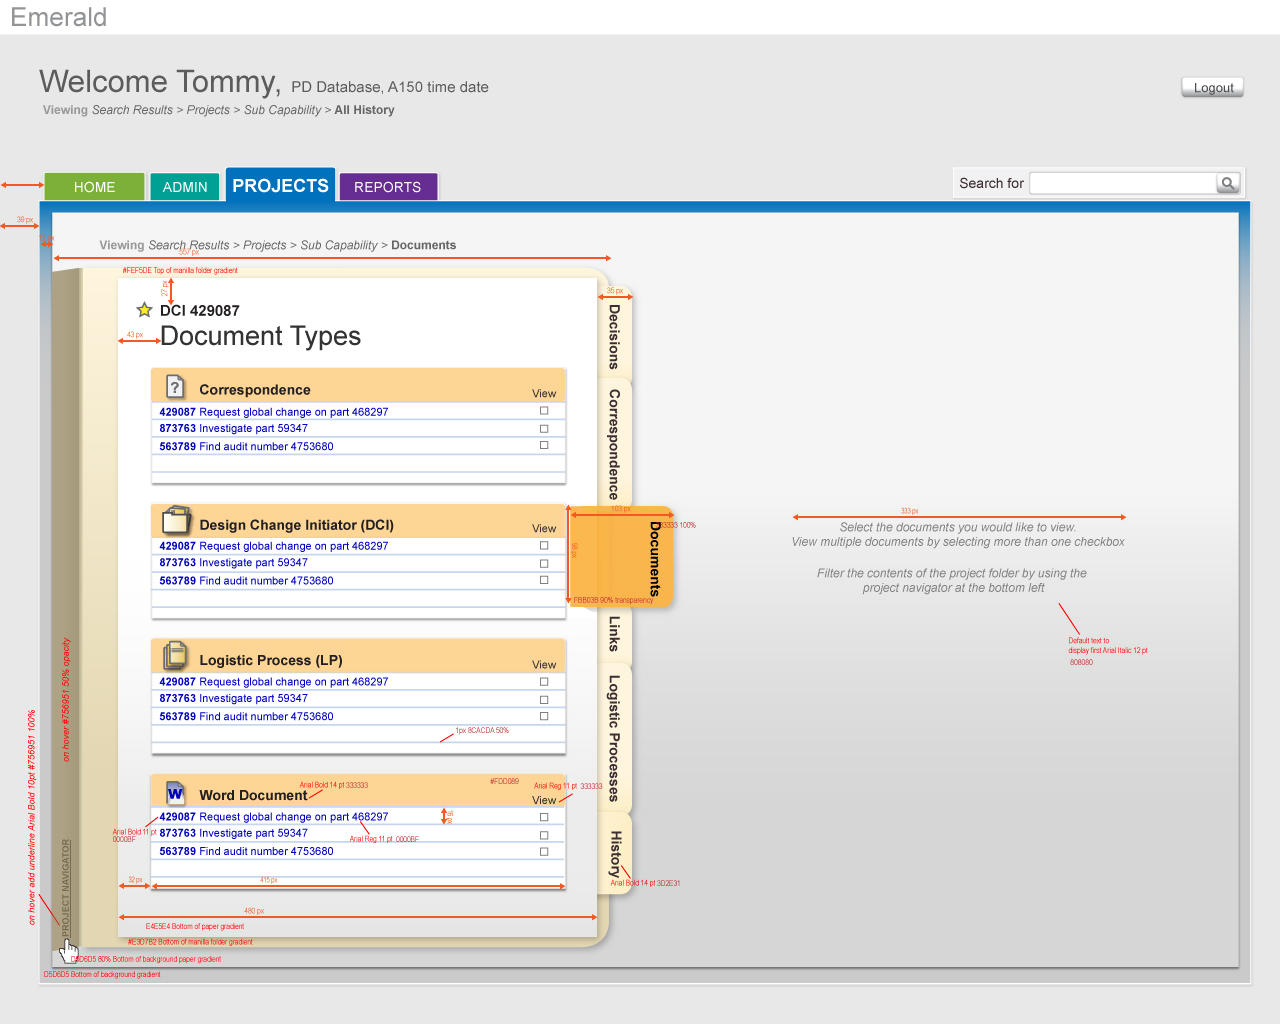 Emerald
Welcome Tommy, PD Database, A150 time date
Logout
Viewing Search Results > Projects > Sub Capability > All History
HOME
ADMIN
PROJECTS
REPORTS
Search for
39 px
Viewing Search Results > Projects > Sub Capability > Documents
557 px
#FEF5DE Top of manilla folder gradient
27 px
35 px
DCI 429087
43 px
Document Types
Decisions
Correspondence
View
429087 Request global change on part 468297
873763 Investigate part 59347
563789 Find audit number 4753680
Correspondence
Design Change Initiator (DCI)
View
429087 Request global change on part 468297
873763 Investigate part 59347
563789 Find audit number 4753680
103 px
33333 100%
Documents
98 px
FBB03B 90% transparency
333 px
Select the documents you would like to view.
View multiple documents by selecting more than one checkbox
Filter the contents of the project folder by using the
project navigator at the bottom left
Default text to
display first Arial Italic 12 pt
808080
Links
Logistic Process (LP)
View
429087 Request global change on part 468297
873763 Investigate part 59347
563789 Find audit number 4753680
1px 8CACDA 50%
Logistic Processes
Arial Bold 14 pt 333333
#FDD089
Arial Reg 11 pt 333333
Word Document
View
429087 Request global change on part 468297
873763 Investigate part 59347
563789 Find audit number 4753680
Arial Bold 11 pt
0000BF
Arial Reg 11 pt 0000BF
History
Arial Bold 14 pt 3D2E31
32 px
415 px
480 px
E4E5E4 Bottom of paper gradient
#E3D7B2 Bottom of manilla folder gradient
D5D6D5 80% Bottom of background paper gradient
D5D6D5 Bottom of background gradient
on hover #756951 50% opacity
on hover add underline Arial Bold 10pt #756951 100%
PROJECT NAVIGATOR